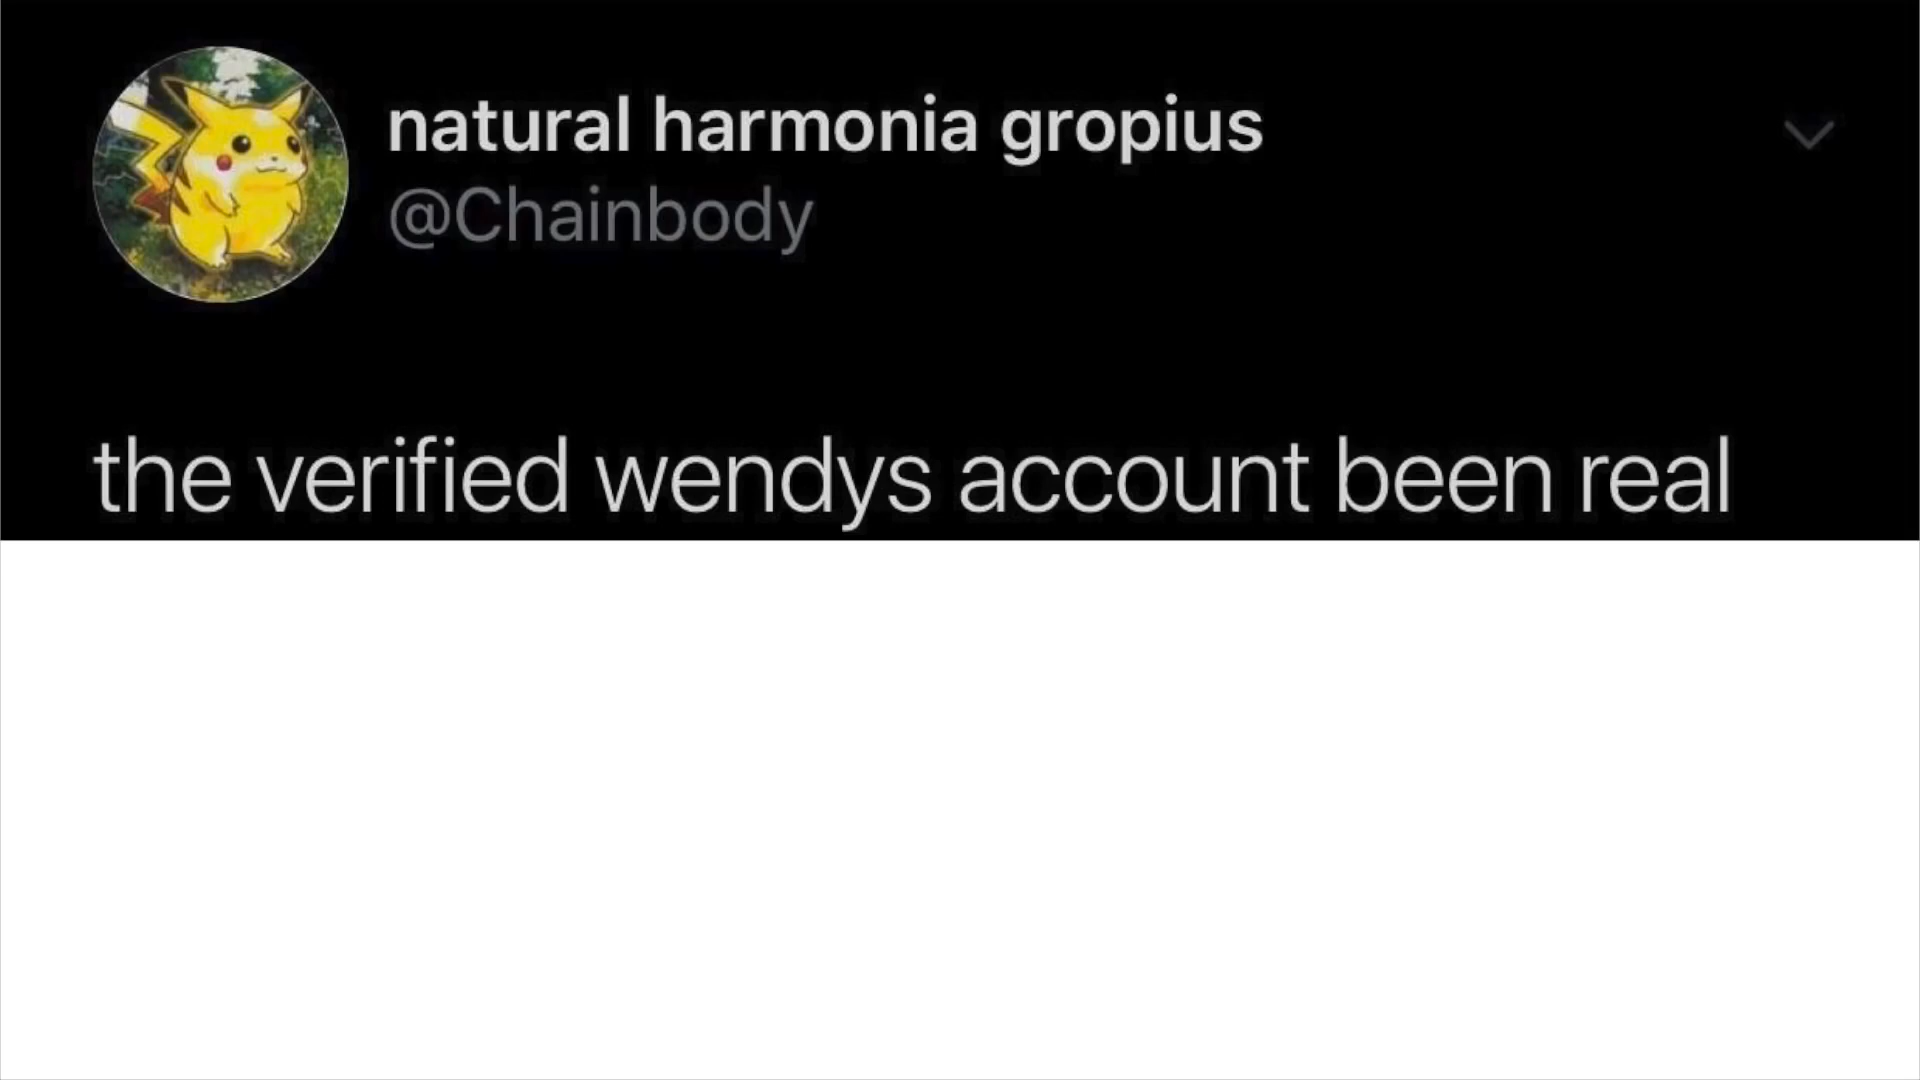 natural harmonia gropius
@Chainbody
the verified wendys account been real